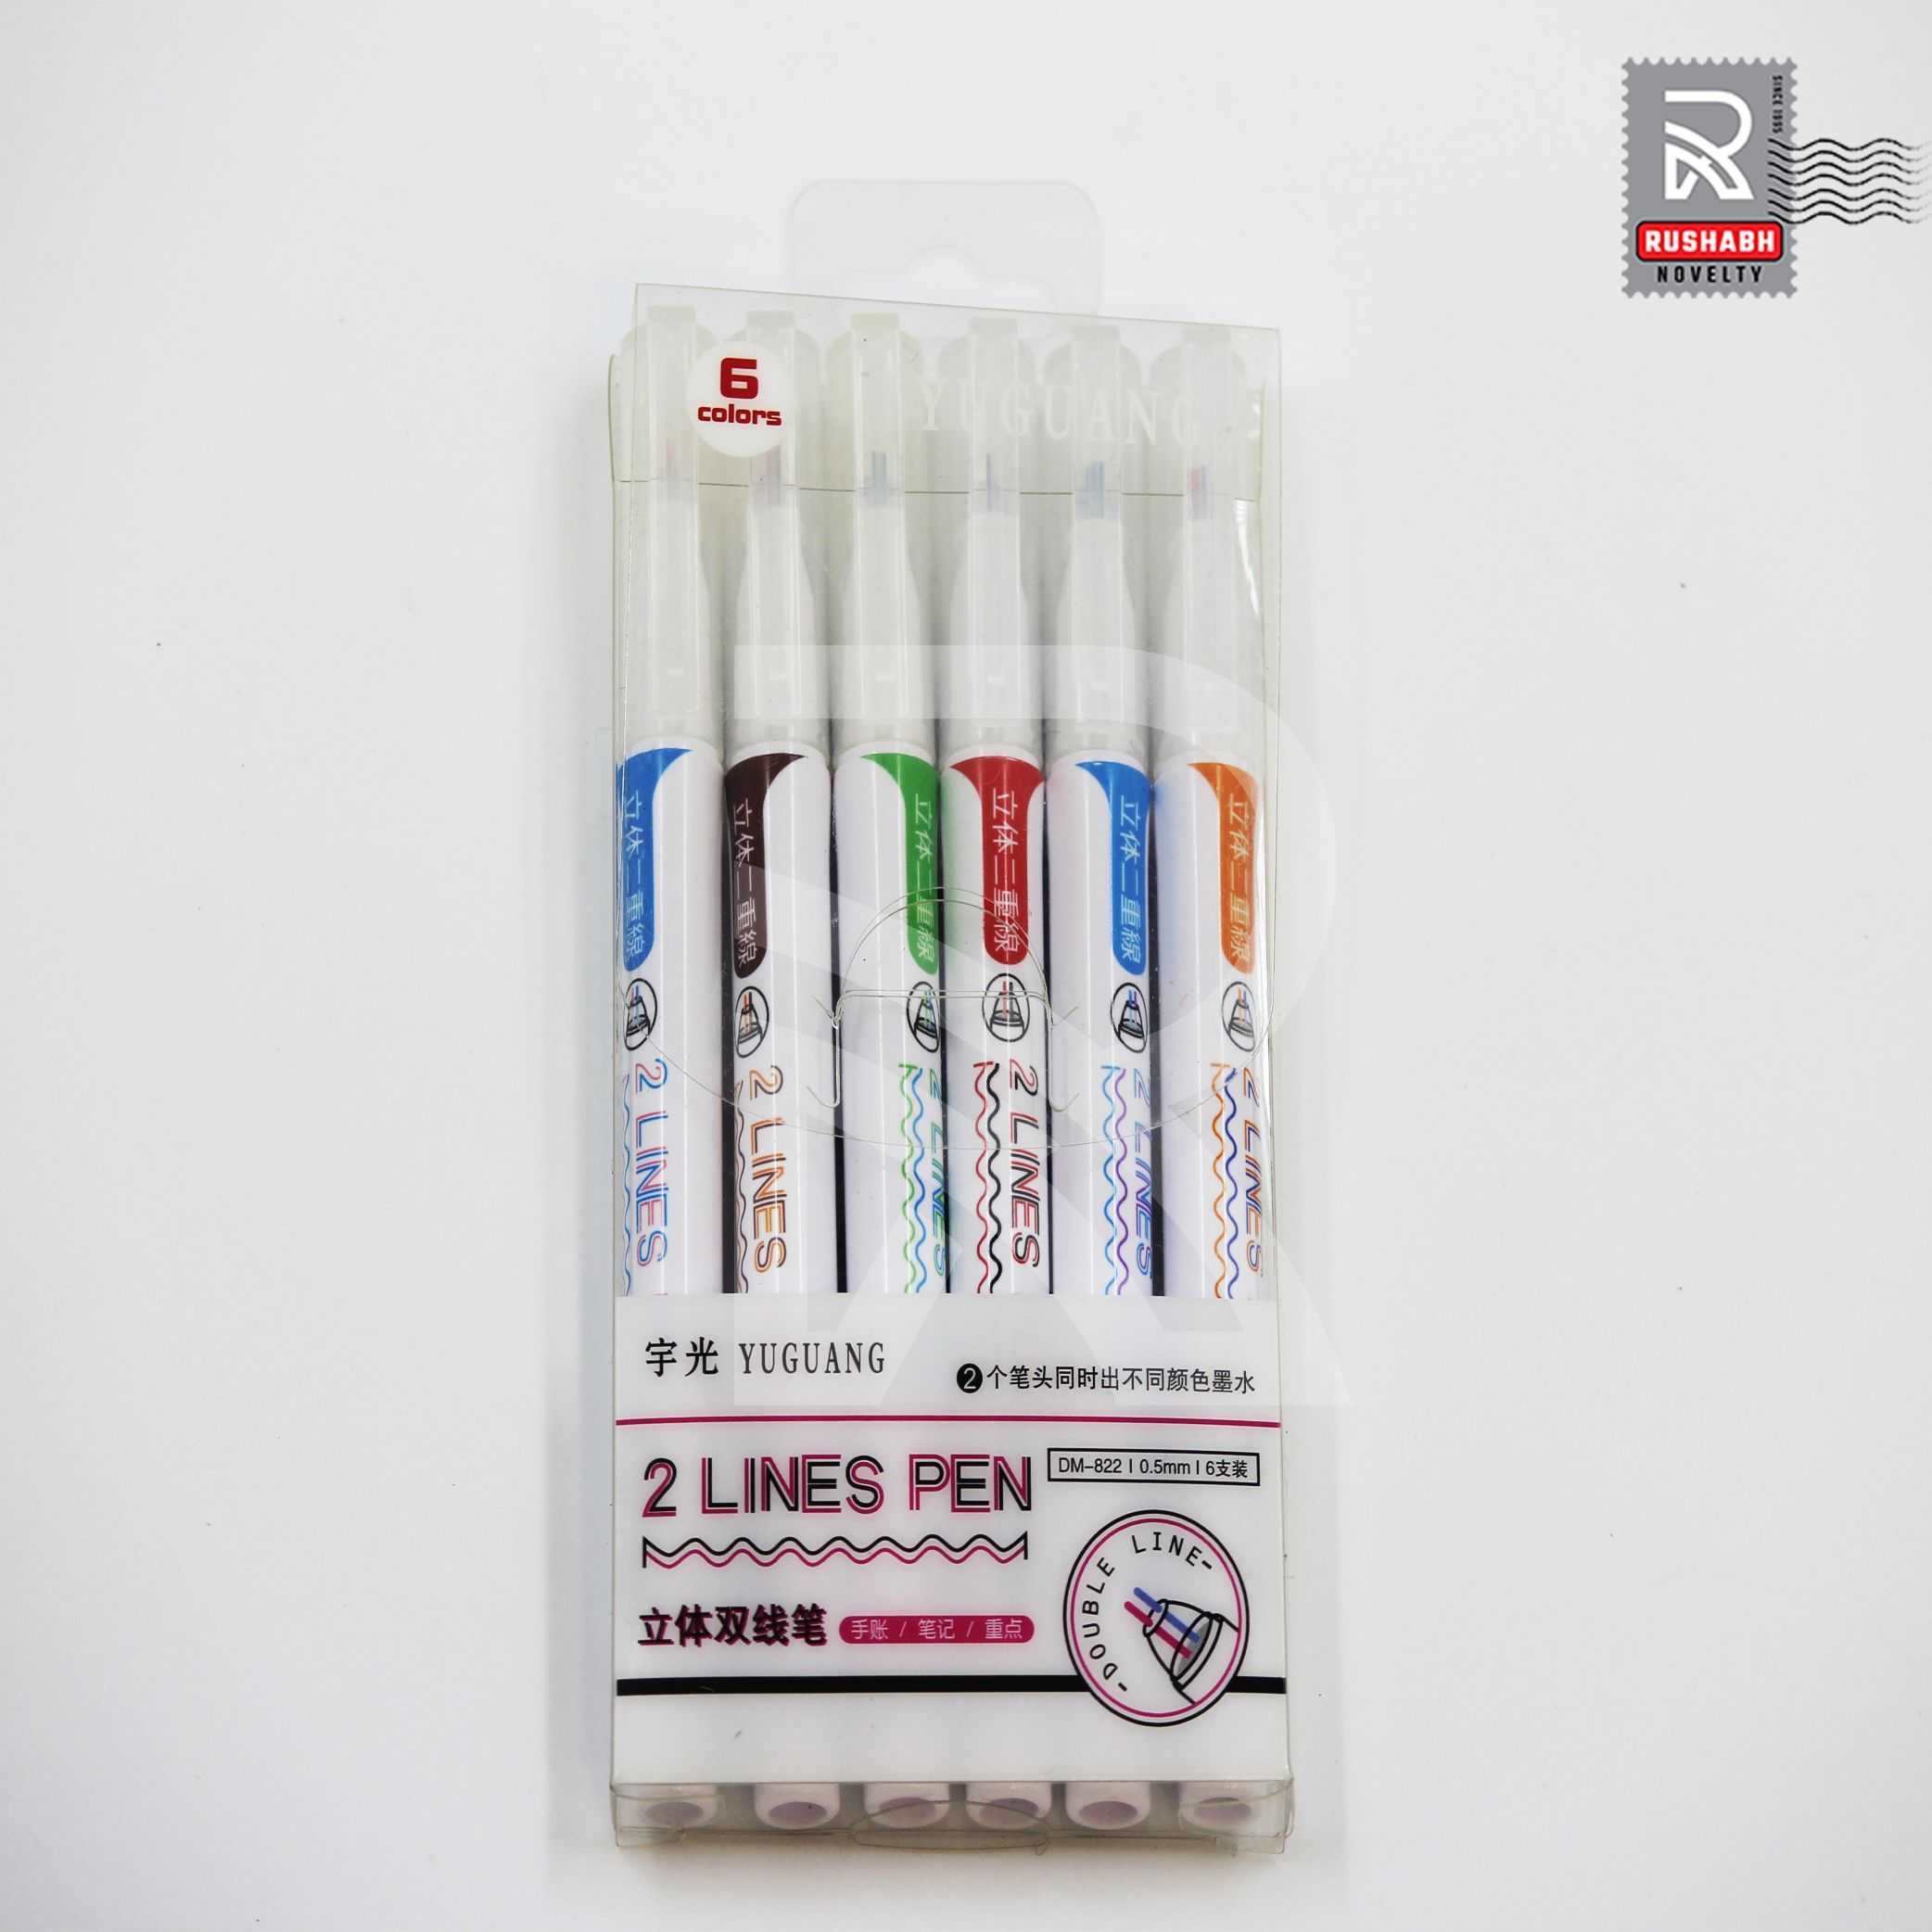 SINCE 1995
RUSHABH
NOVELTY
6
colors
YUGUANG
立体二重線
立体二重線
立体二重線
立体二重線
立体二重線
立体二重線
2 LINES
2 LINES
2 LINES
2 LINES
2 LINES
2 LINES
宇光 YUGUANG
2个笔头同时出不同颜色墨水
2 LINES PEN
DM-822 | 0.5mm | 6支装
-DOUBLE LINE-
立体双线笔 手账 / 笔记 / 重点